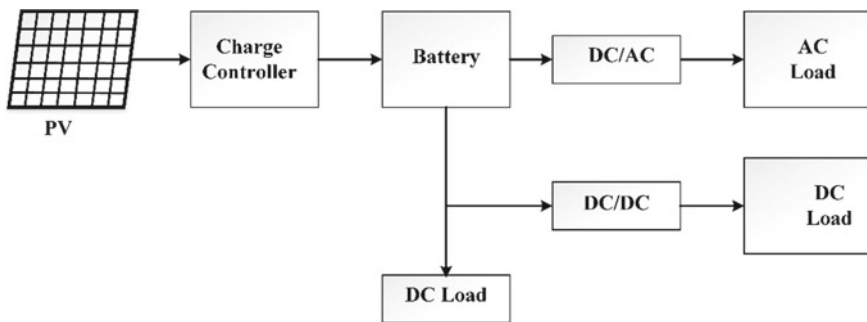 PV
Charge
Controller
Battery
DC/AC
AC
Load
DC/DC
DC
Load
DC Load